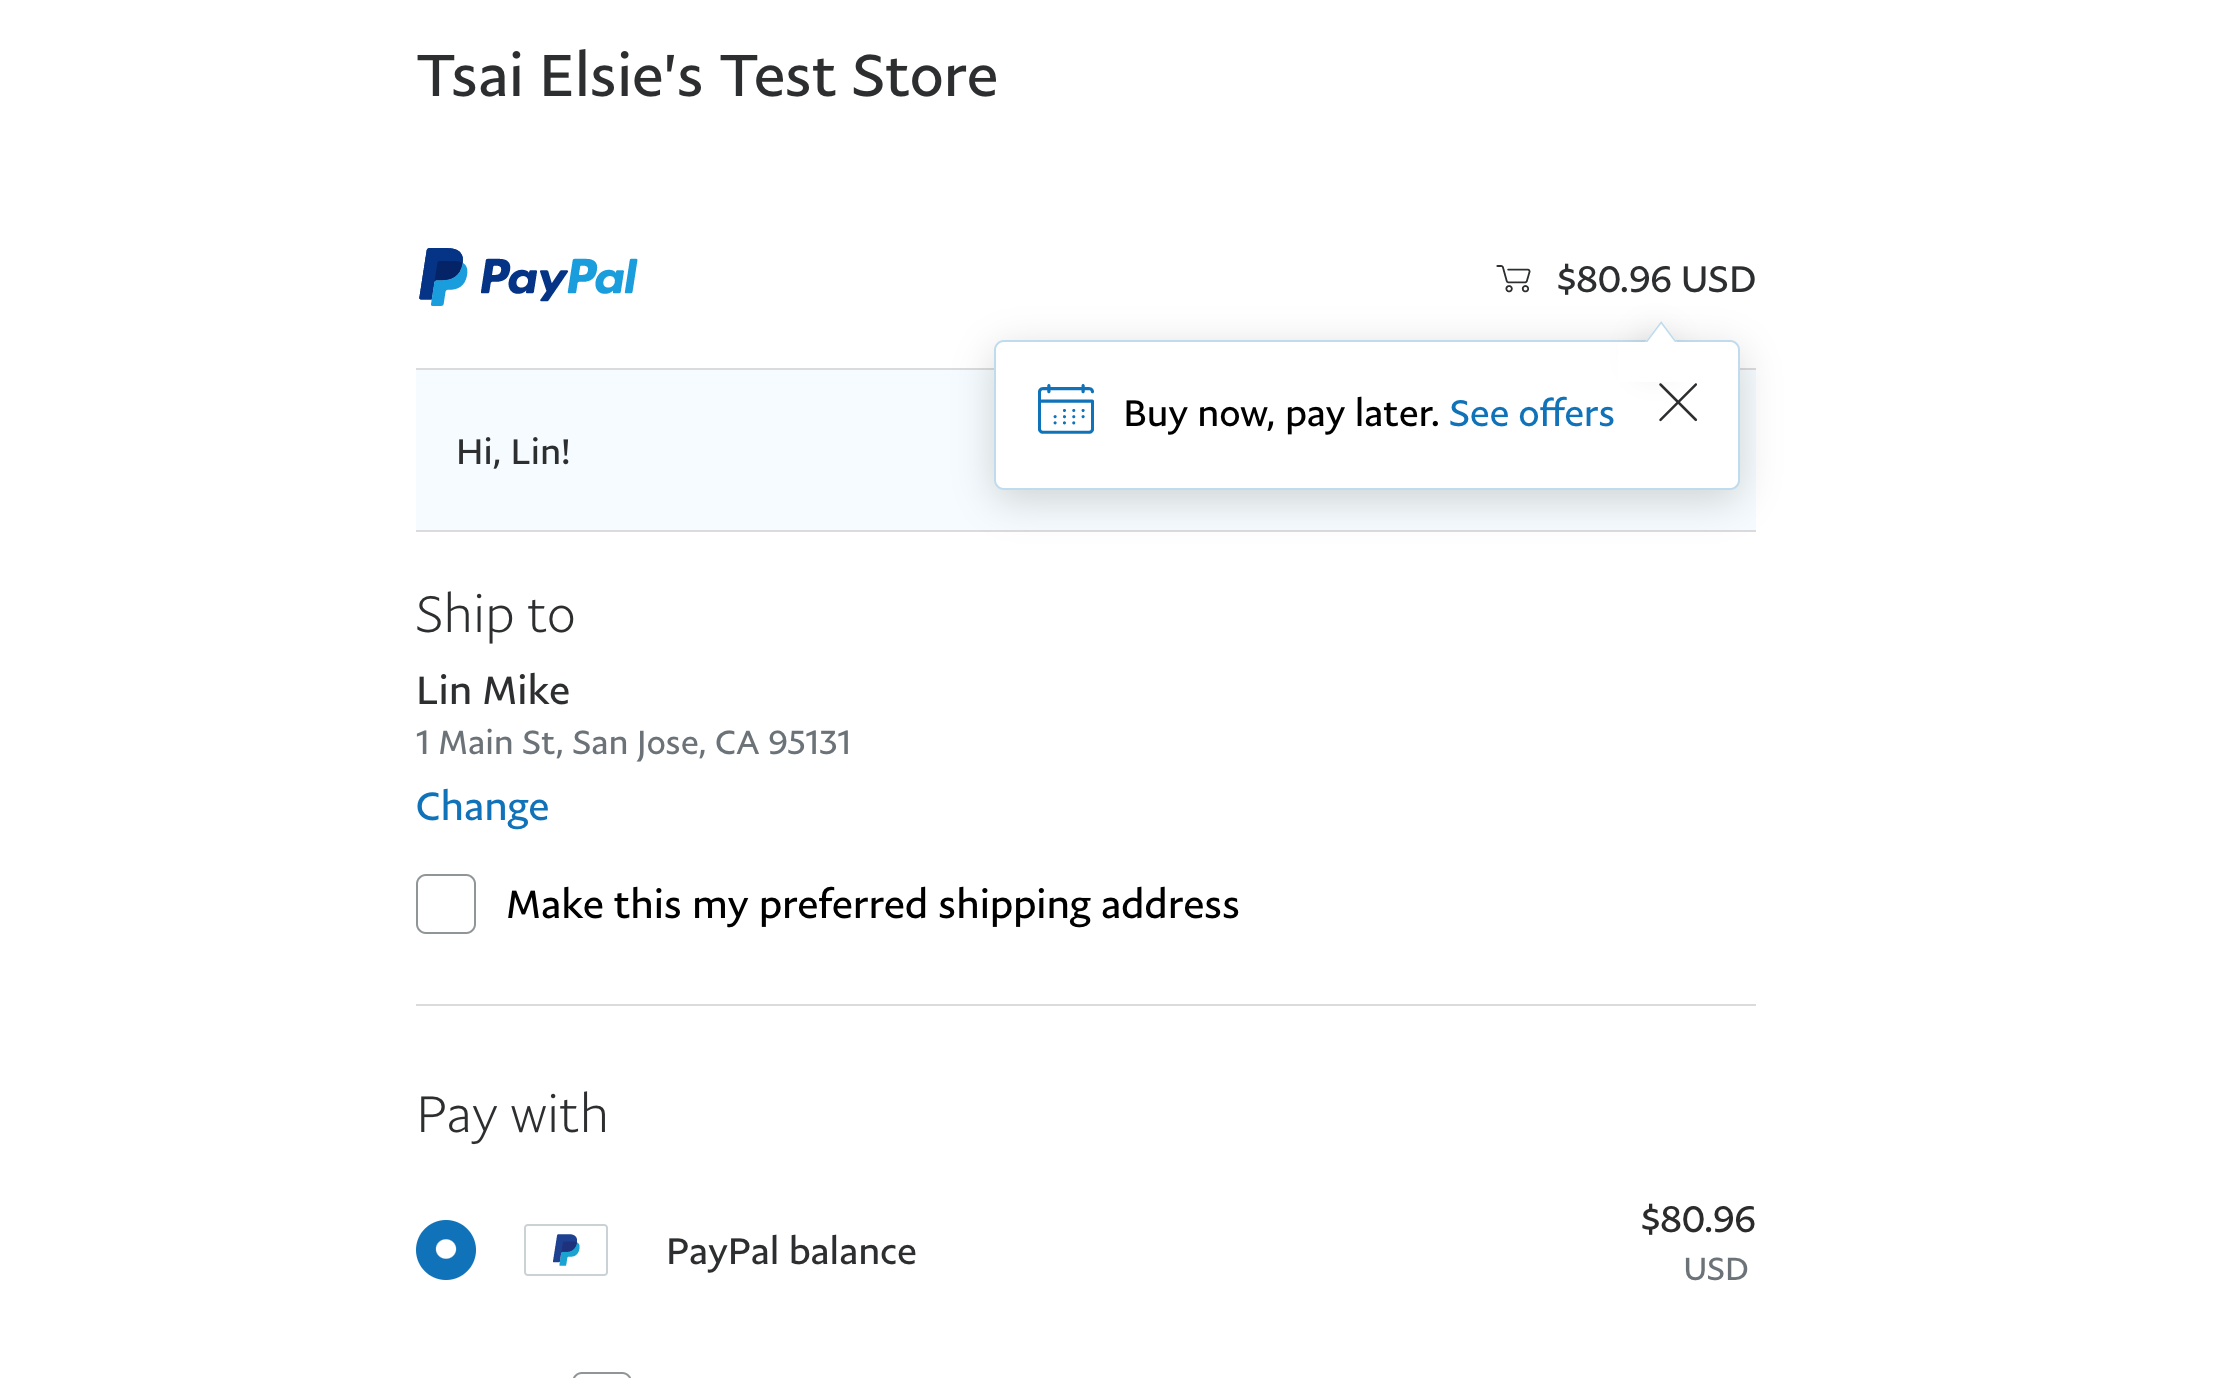 Tsai Elsie's Test Store
PayPal
$80.96 USD
Buy now, pay later. See offers
Hi, Lin!
Ship to
Lin Mike
1 Main St, San Jose, CA 95131
Change
Make this my preferred shipping address
Pay with
PayPal balance
$80.96
USD